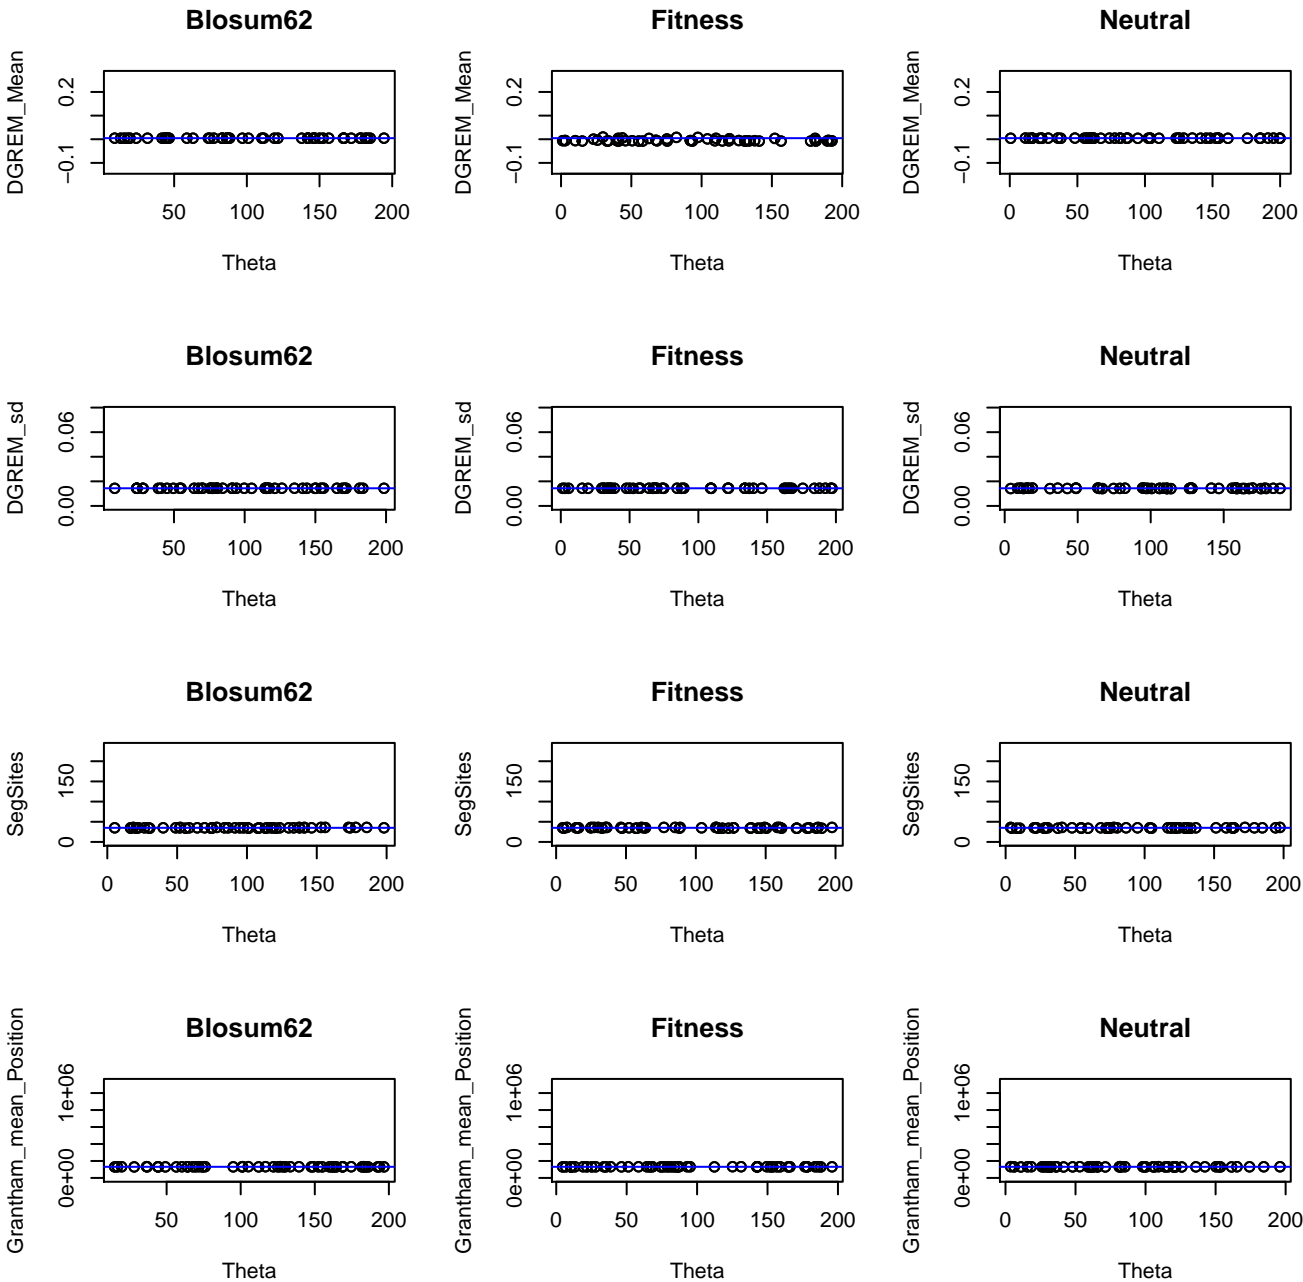 Blosum62
Fitness
Neutral
DGREM_Mean
0.2
-0.1
50 100 150 200
Theta
DGREM_Mean
0.2
-0.1
0 50 100 150 200
Theta
DGREM_Mean
0.2
-0.1
0 50 100 150 200
Theta
Blosum62
Fitness
Neutral
DGREM_sd
0.06
0.00
50 100 150 200
Theta
DGREM_sd
0.06
0.00
0 50 100 150 200
Theta
DGREM_sd
0.06
0.00
0 50 100 150
Theta
Blosum62
Fitness
Neutral
SegSites
150
0
0 50 100 150 200
Theta
SegSites
150
0
0 50 100 150 200
Theta
SegSites
150
0
0 50 100 150 200
Theta
Blosum62
Fitness
Neutral
Grantham_mean_Position
1e+06
0e+00
50 100 150 200
Theta
Grantham_mean_Position
1e+06
0e+00
0 50 100 150 200
Theta
Grantham_mean_Position
1e+06
0e+00
0 50 100 150 200
Theta